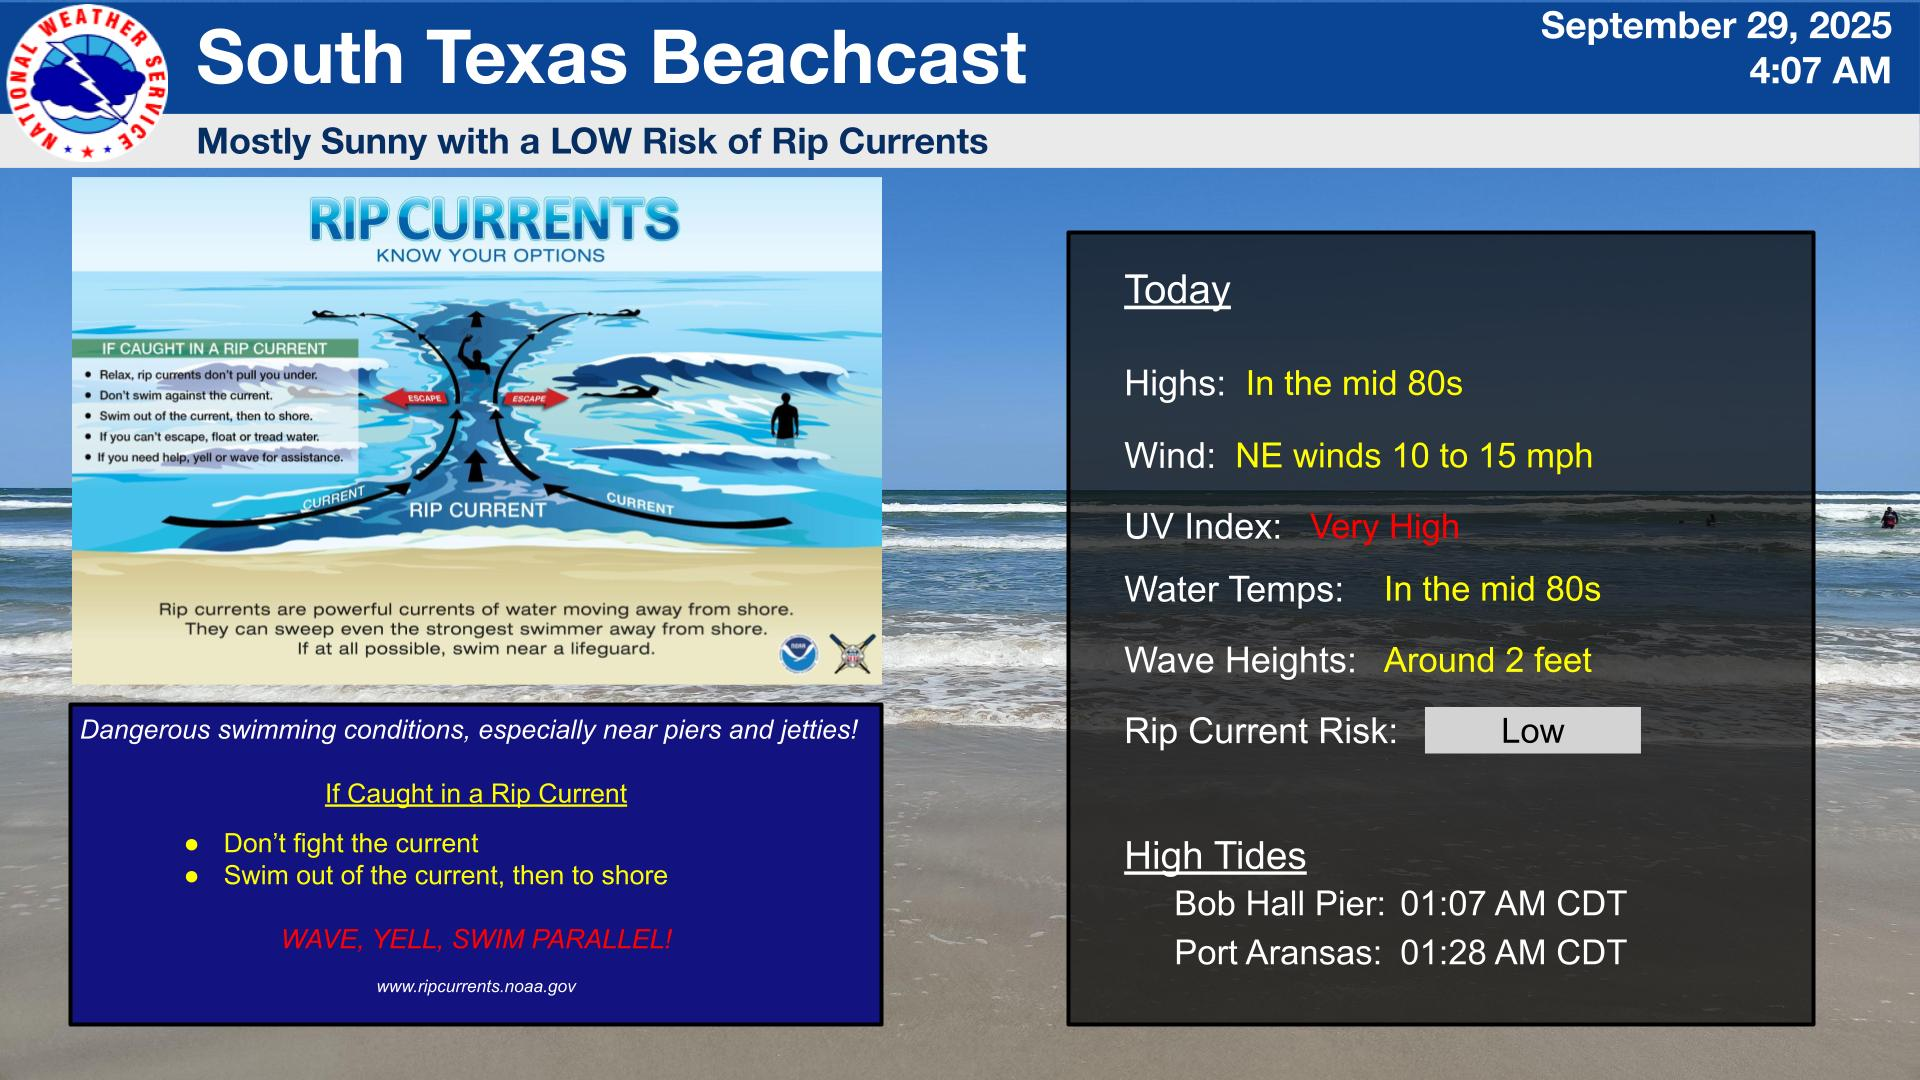 NATIONAL WEATHER SERVICE
South Texas Beachcast
September 29, 2025
4:07 AM
Mostly Sunny with a LOW Risk of Rip Currents
RIP CURRENTS
KNOW YOUR OPTIONS
IF CAUGHT IN A RIP CURRENT
• Relax, rip currents don't pull you under.
• Don't swim against the current.
• Swim out of the current, then to shore.
• If you can't escape, float or tread water.
• If you need help, yell or wave for assistance.
ESCAPE
ESCAPE
CURRENT
RIP CURRENT
CURRENT
Rip currents are powerful currents of water moving away from shore.
They can sweep even the strongest swimmer away from shore.
If at all possible, swim near a lifeguard.
NOAA
Dangerous swimming conditions, especially near piers and jetties!
If Caught in a Rip Current
● Don't fight the current
● Swim out of the current, then to shore
WAVE, YELL, SWIM PARALLEL!
www.ripcurrents.noaa.gov
Today
Highs: In the mid 80s
Wind: NE winds 10 to 15 mph
UV Index: Very High
Water Temps: In the mid 80s
Wave Heights: Around 2 feet
Rip Current Risk: Low
High Tides
Bob Hall Pier: 01:07 AM CDT
Port Aransas: 01:28 AM CDT